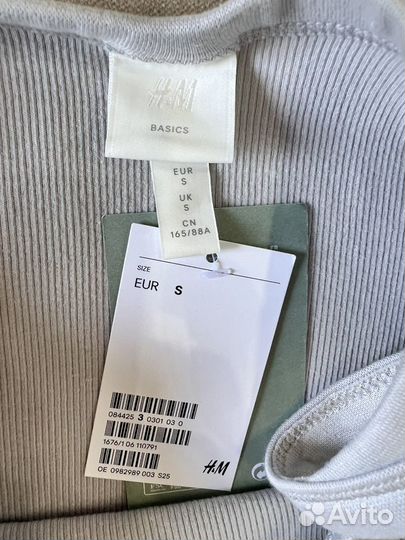 H&M
BASICS
EUR
S
UK
S
CN
165/88A
SIZE
EUR S
084425 3 0301 03 0
1676/1 06 110791
OE 0982989 003 S25
H&M
Avito